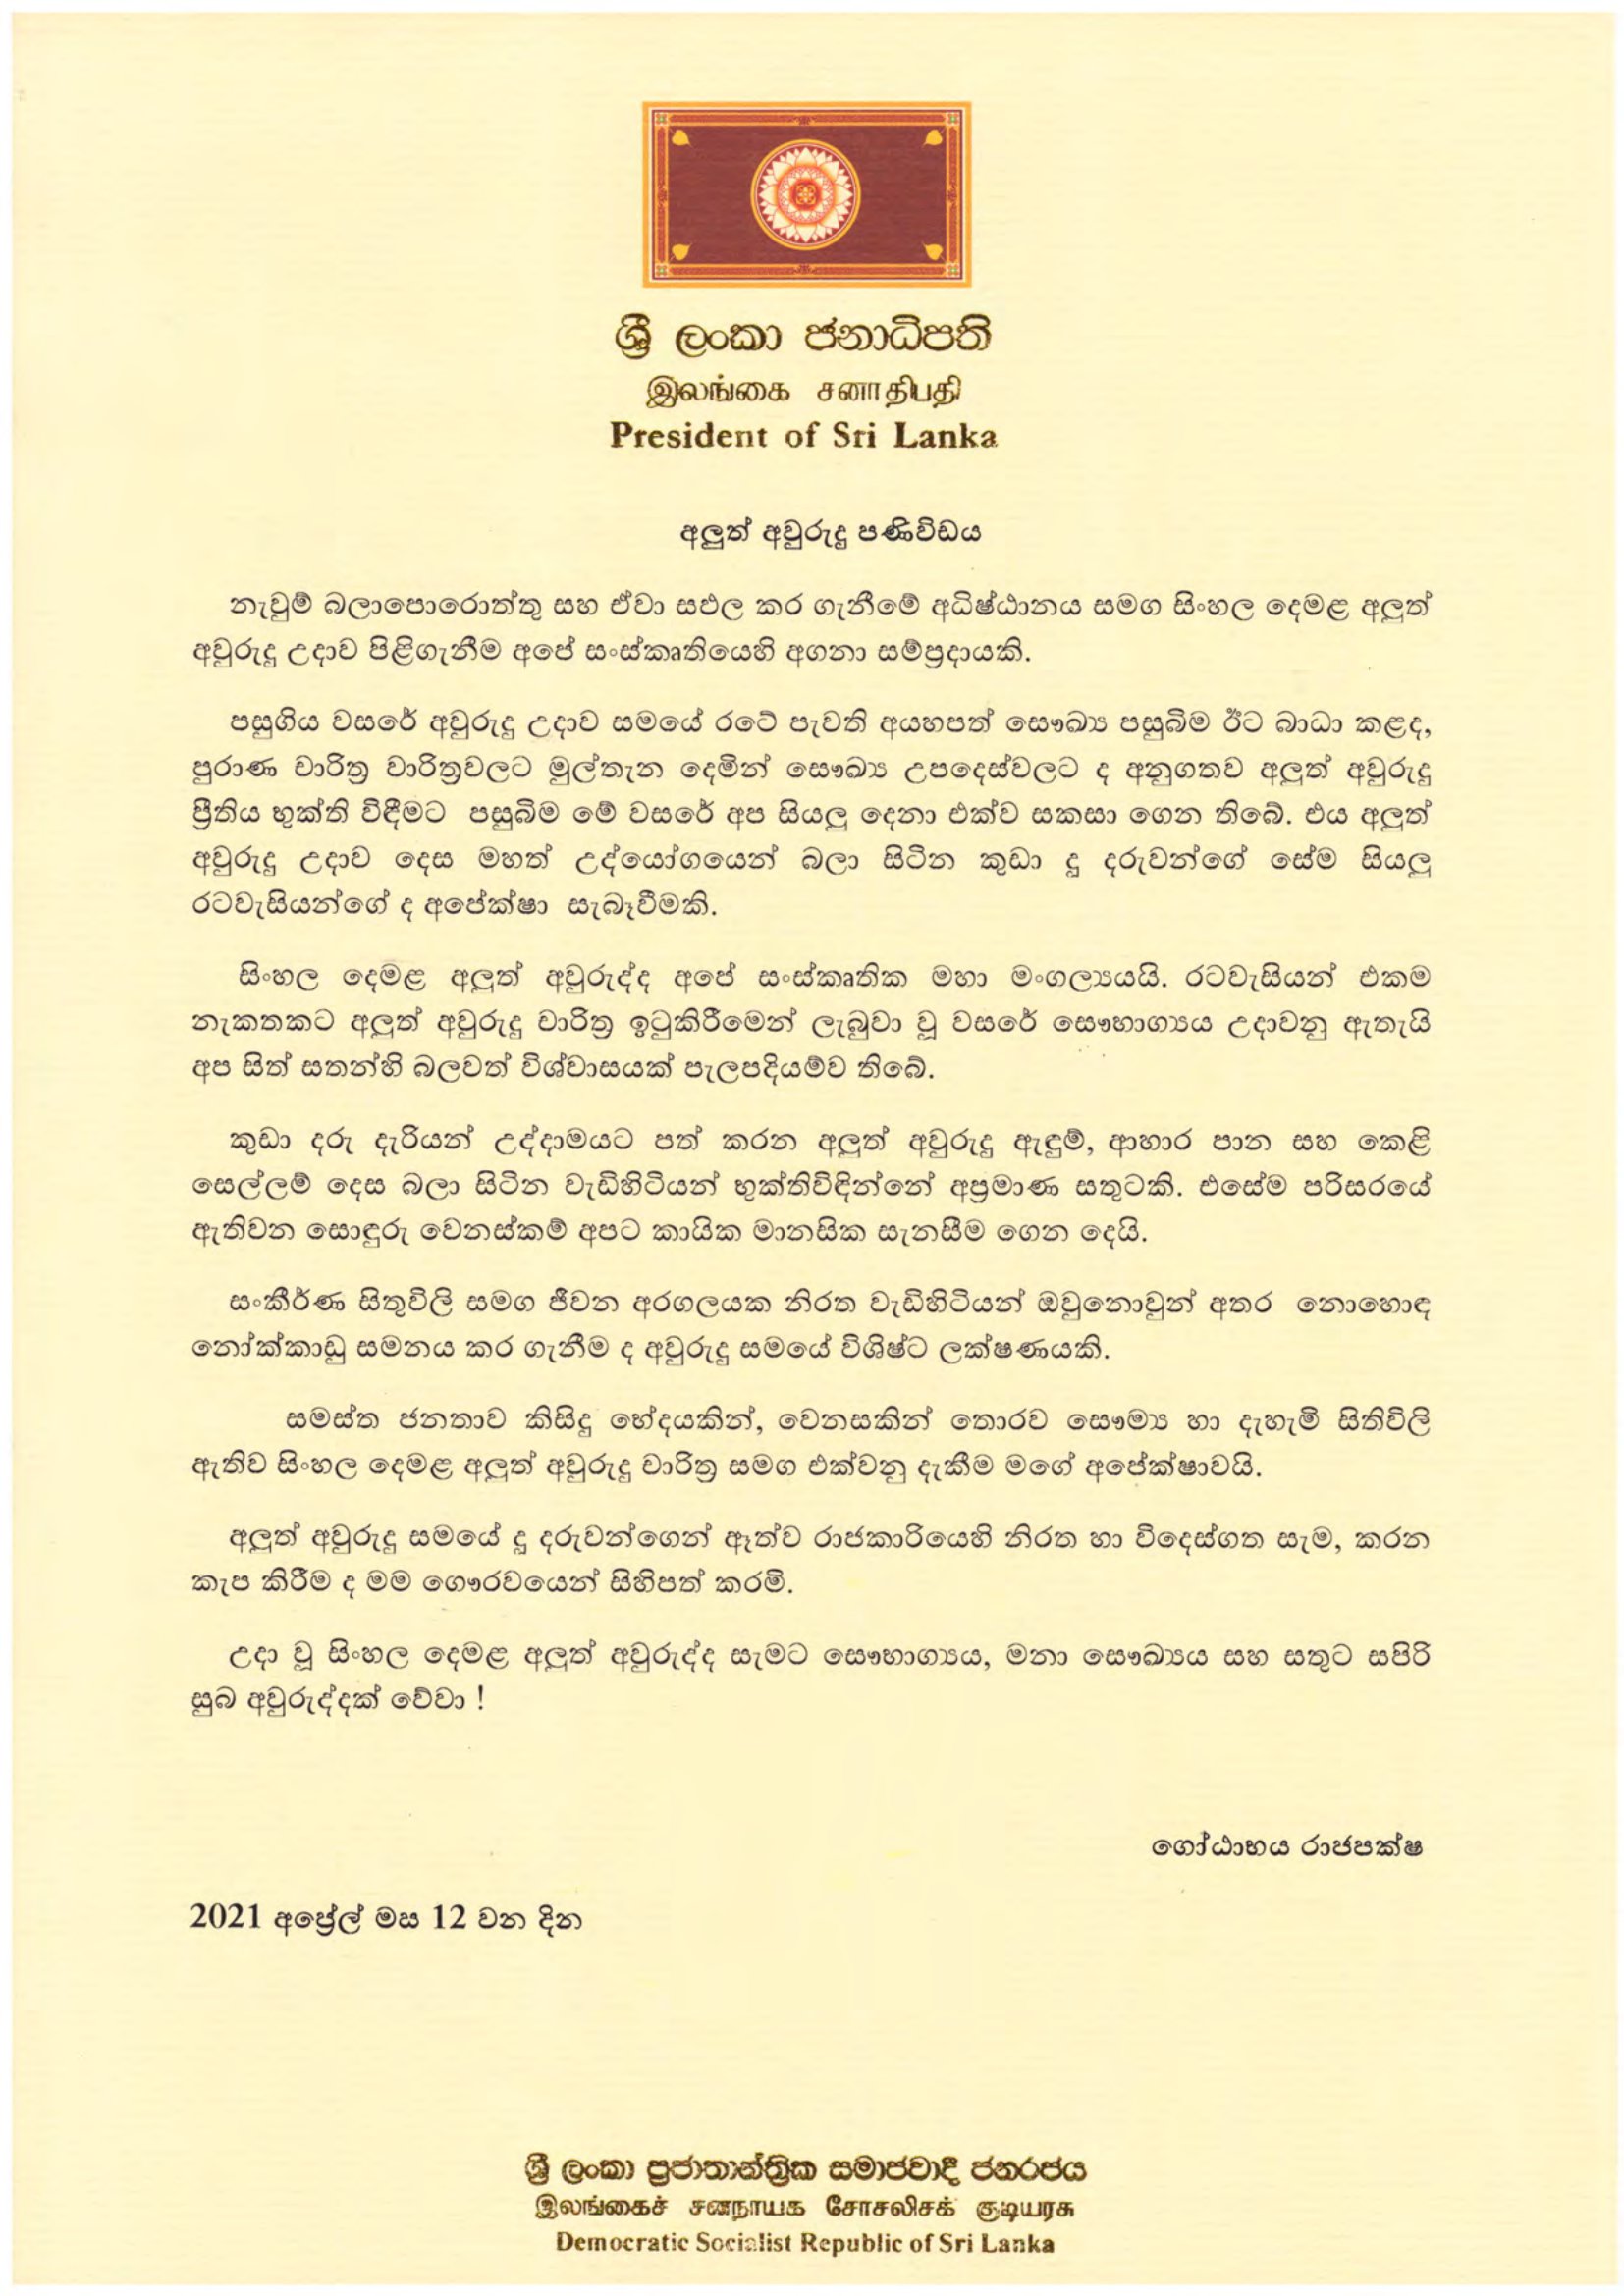 ශ්‍රී ලංකා ජනාධිපති
இலங்கை சனாதிபதி
President of Sri Lanka
අලුත් අවුරුදු පණිවිඩය
නැවුම් බලාපොරොත්තු සහ ඒවා සඵල කර ගැනීමේ අධිෂ්ඨානය සමග සිංහල දෙමළ අලුත්
අවුරුදු උදාව පිළිගැනීම අපේ සංස්කෘතියෙහි අගනා සම්ප්‍රදායකි.
පසුගිය වසරේ අවුරුදු උදාව සමයේ රටේ පැවති අයහපත් සෞඛ්‍ය පසුබිම ඊට බාධා කළද,
පුරාණ චාරිත්‍ර වාරිත්‍රවලට මුල්තැන දෙමින් සෞඛ්‍ය උපදෙස්වලට ද අනුගතව අලුත් අවුරුදු
ප්‍රීතිය භුක්ති විඳීමට පසුබිම මේ වසරේ අප සියලු දෙනා එක්ව සකසා ගෙන තිබේ. එය අලුත්
අවුරුදු උදාව දෙස මහත් උද්යෝගයෙන් බලා සිටින කුඩා දූ දරුවන්ගේ සේම සියලු
රටවැසියන්ගේ ද අපේක්ෂා සැබෑවීමකි.
සිංහල දෙමළ අලුත් අවුරුද්ද අපේ සංස්කෘතික මහා මංගල්‍යයයි. රටවැසියන් එකම
නැකතකට අලුත් අවුරුදු චාරිත්‍ර ඉටුකිරීමෙන් ලැබුවා වූ වසරේ සෞභාග්‍යය උදාවනු ඇතැයි
අප සිත් සතන්හි බලවත් විශ්වාසයක් පැලපදියම්ව තිබේ.
කුඩා දරු දැරියන් උද්දාමයට පත් කරන අලුත් අවුරුදු ඇඳුම්, ආහාර පාන සහ කෙළි
සෙල්ලම් දෙස බලා සිටින වැඩිහිටියන් භුක්තිවිඳින්නේ අප්‍රමාණ සතුටකි. එසේම පරිසරයේ
ඇතිවන සොඳුරු වෙනස්කම් අපට කායික මානසික සැනසීම ගෙන දෙයි.
සංකීර්ණ සිතුවිලි සමග ජීවන අරගලයක නිරත වැඩිහිටියන් ඔවුනොවුන් අතර නොහොඳ
නෝක්කාඩු සමනය කර ගැනීම ද අවුරුදු සමයේ විශිෂ්ට ලක්ෂණයකි.
සමස්ත ජනතාව කිසිදු භේදයකින්, වෙනසකින් තොරව සෞම්‍ය හා දැහැමි සිතිවිලි
ඇතිව සිංහල දෙමළ අලුත් අවුරුදු චාරිත්‍ර සමග එක්වනු දැකීම මගේ අපේක්ෂාවයි.
අලුත් අවුරුදු සමයේ දූ දරුවන්ගෙන් ඈත්ව රාජකාරියෙහි නිරත හා විදෙස්ගත සැම, කරන
කැප කිරීම ද මම ගෞරවයෙන් සිහිපත් කරමි.
උදා වූ සිංහල දෙමළ අලුත් අවුරුද්ද සැමට සෞභාග්‍යය, මනා සෞඛ්‍යය සහ සතුට සපිරි
සුබ අවුරුද්දක් වේවා !
ගෝඨාභය රාජපක්ෂ
2021 අප්‍රේල් මස 12 වන දින
ශ්‍රී ලංකා ප්‍රජාතාන්ත්‍රික සමාජවාදී ජනරජය
இலங்கைச் சனநாயக சோசலிசக் குடியரசு
Democratic Socialist Republic of Sri Lanka